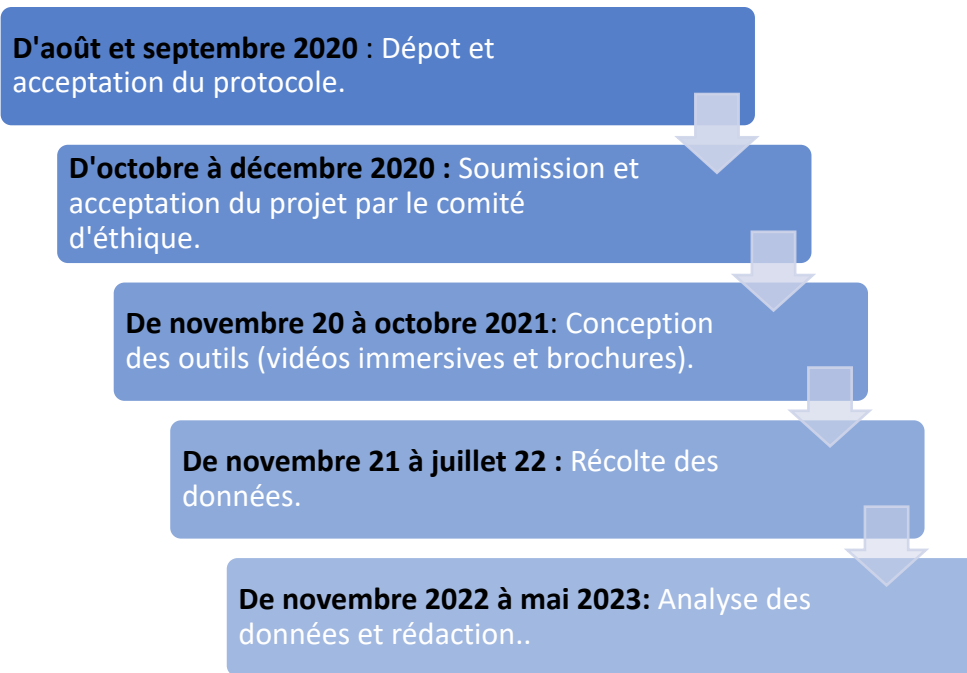 D'août et septembre 2020 : Dépot et
acceptation du protocole.
D'octobre à décembre 2020 : Soumission et
acceptation du projet par le comité
d'éthique.
De novembre 20 à octobre 2021: Conception
des outils (vidéos immersives et brochures).
De novembre 21 à juillet 22 : Récolte des
données.
De novembre 2022 à mai 2023: Analyse des
données et rédaction..